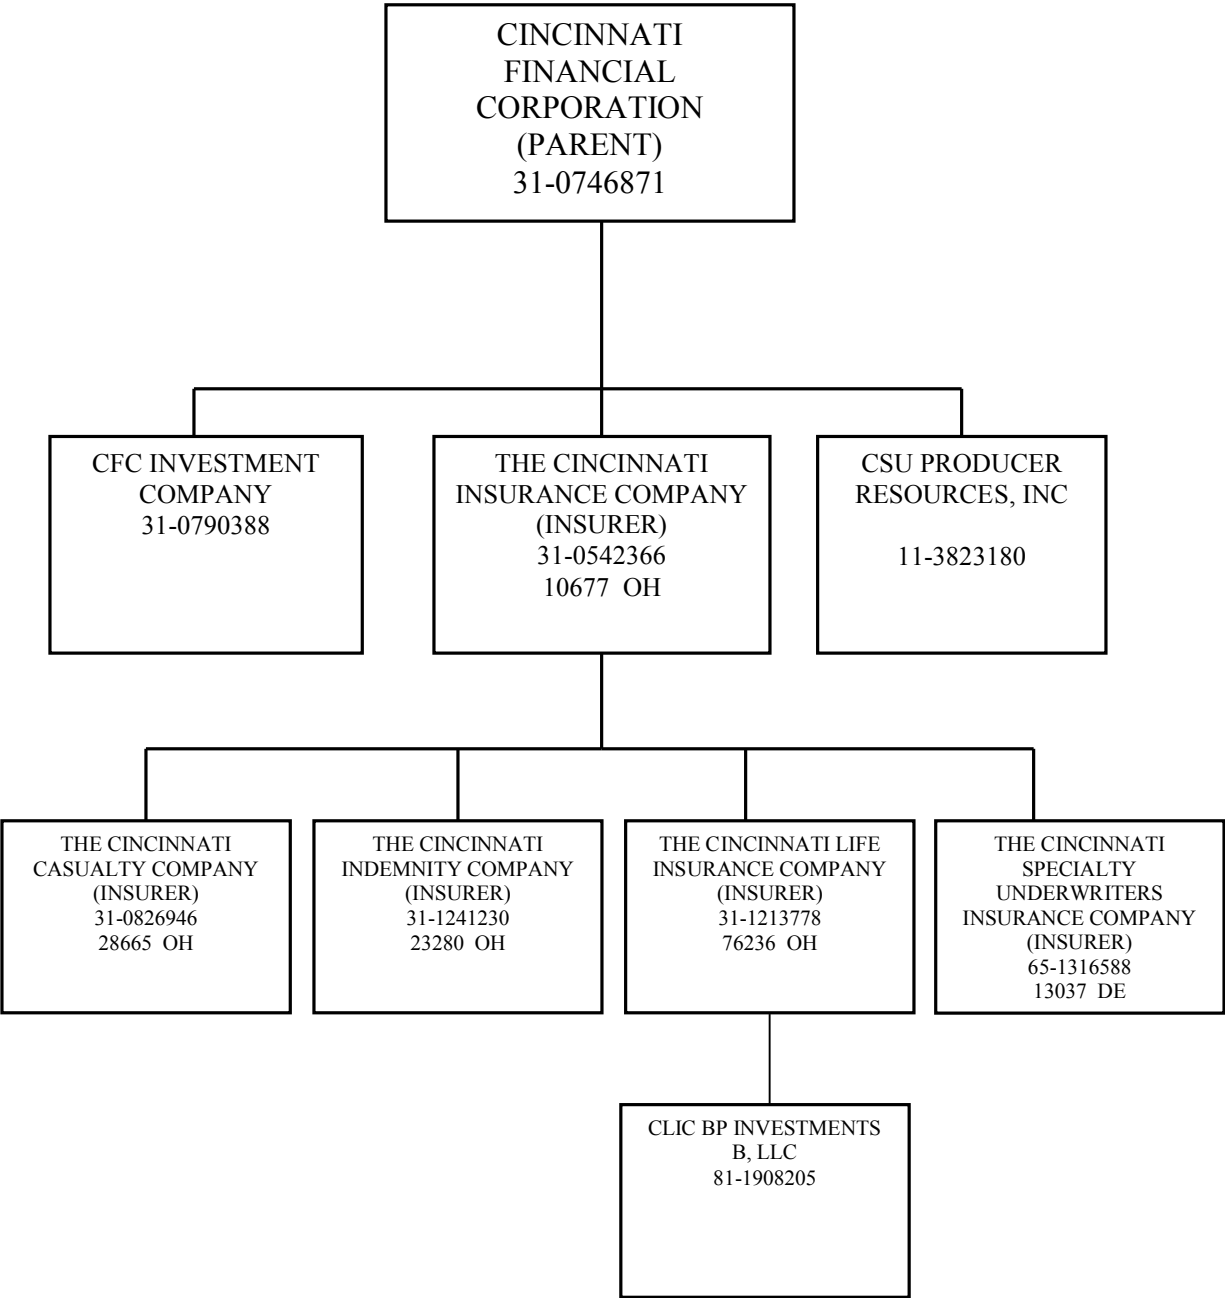 CINCINNATI
FINANCIAL
CORPORATION
(PARENT)
31-0746871
CFC INVESTMENT
COMPANY
31-0790388
THE CINCINNATI
INSURANCE COMPANY
(INSURER)
31-0542366
10677 OH
CSU PRODUCER
RESOURCES, INC
11-3823180
THE CINCINNATI
CASUALTY COMPANY
(INSURER)
31-0826946
28665 OH
THE CINCINNATI
INDEMNITY COMPANY
(INSURER)
31-1241230
23280 OH
THE CINCINNATI LIFE
INSURANCE COMPANY
(INSURER)
31-1213778
76236 OH
THE CINCINNATI
SPECIALTY
UNDERWRITERS
INSURANCE COMPANY
(INSURER)
65-1316588
13037 DE
CLIC BP INVESTMENTS
B, LLC
81-1908205